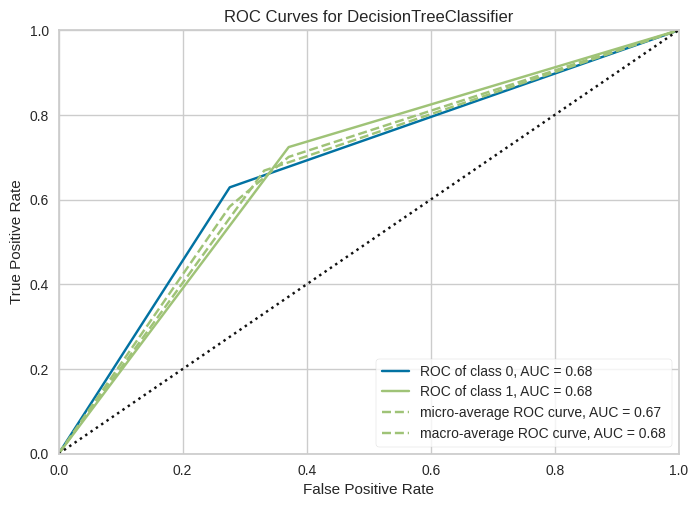 ROC Curves for DecisionTreeClassifier
1.0
0.8
0.6
0.4
0.2
0.0
True Positive Rate
0.0 0.2 0.4 0.6 0.8 1.0
False Positive Rate
ROC of class 0, AUC = 0.68
ROC of class 1, AUC = 0.68
micro-average ROC curve, AUC = 0.67
macro-average ROC curve, AUC = 0.68